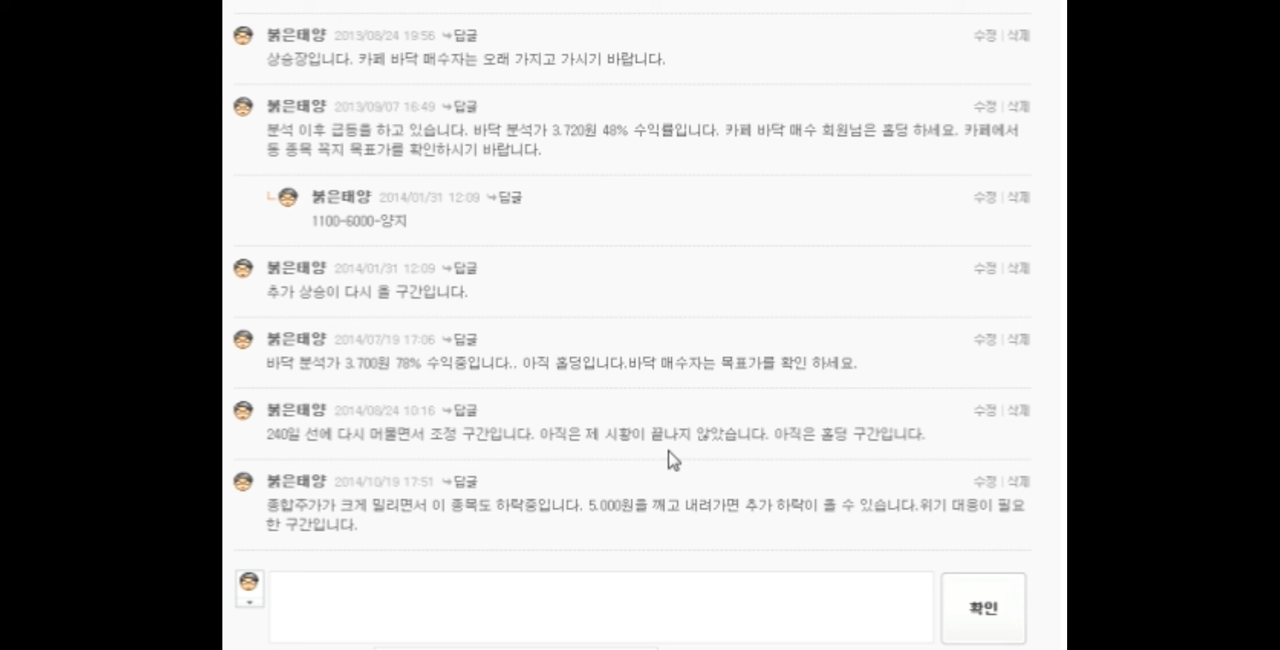 붉은태양 2013/08/24 19:56 답글 수정 | 삭제
상승장입니다. 카페 바닥 매수자는 오래 가지고 가시기 바랍니다.
붉은태양 2013/09/07 16:49 답글 수정 | 삭제
분석 이후 급등을 하고 있습니다. 바닥 분석가 3.720원 48% 수익률입니다. 카페 바닥 매수 회원님은 홀딩 하세요. 카페에서
동 종목 꼭지 목표가를 확인하시기 바랍니다.
붉은태양 2014/01/31 12:09 답글 수정 | 삭제
1100-6000-양지
붉은태양 2014/01/31 12:09 답글 수정 | 삭제
추가 상승이 다시 올 구간입니다.
붉은태양 2014/07/19 17:06 답글 수정 | 삭제
바닥 분석가 3.700원 78% 수익중입니다.. 아직 홀딩입니다.바닥 매수자는 목표가를 확인 하세요.
붉은태양 2014/08/24 10:16 답글 수정 | 삭제
240일 선에 다시 머물면서 조정 구간입니다. 아직은 제 시황이 끝나지 않았습니다. 아직은 홀딩 구간입니다.
붉은태양 2014/10/19 17:51 답글 수정 | 삭제
종합주가가 크게 밀리면서 이 종목도 하락중입니다. 5.000원을 깨고 내려가면 추가 하락이 올 수 있습니다.위기 대응이 필요
한 구간입니다.
확인